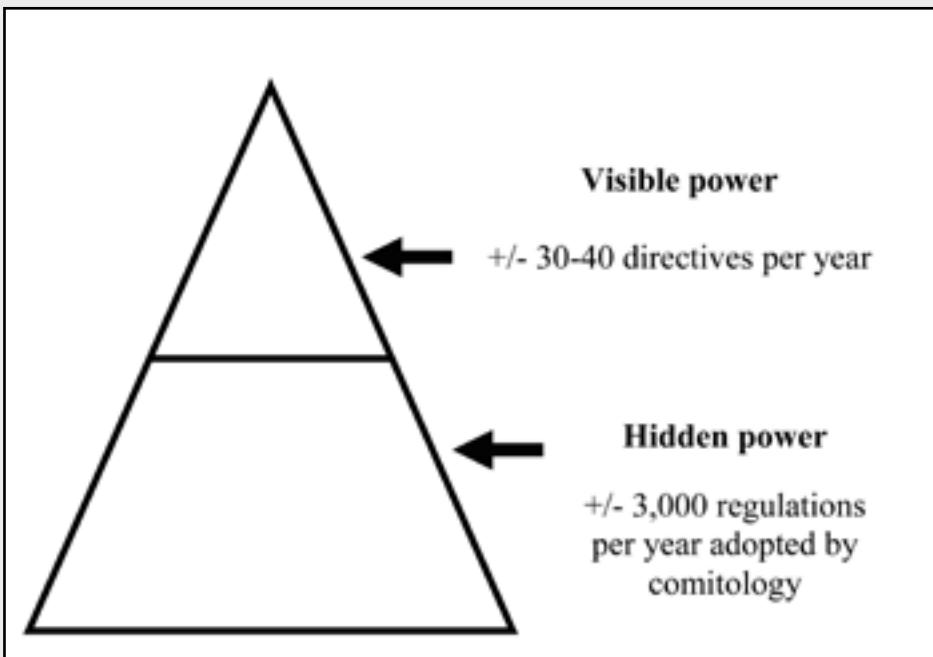 Visible power
+/- 30-40 directives per year
Hidden power
+/- 3,000 regulations
per year adopted by
comitology